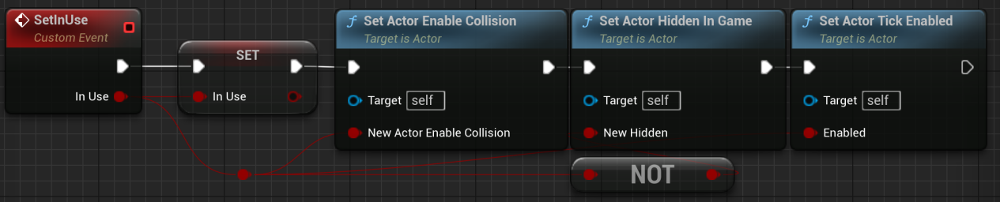 SetInUse
Custom Event
In Use
SET
In Use
f Set Actor Enable Collision
Target is Actor
Target self
New Actor Enable Collision
f Set Actor Hidden In Game
Target is Actor
Target self
New Hidden
NOT
f Set Actor Tick Enabled
Target is Actor
Target self
Enabled